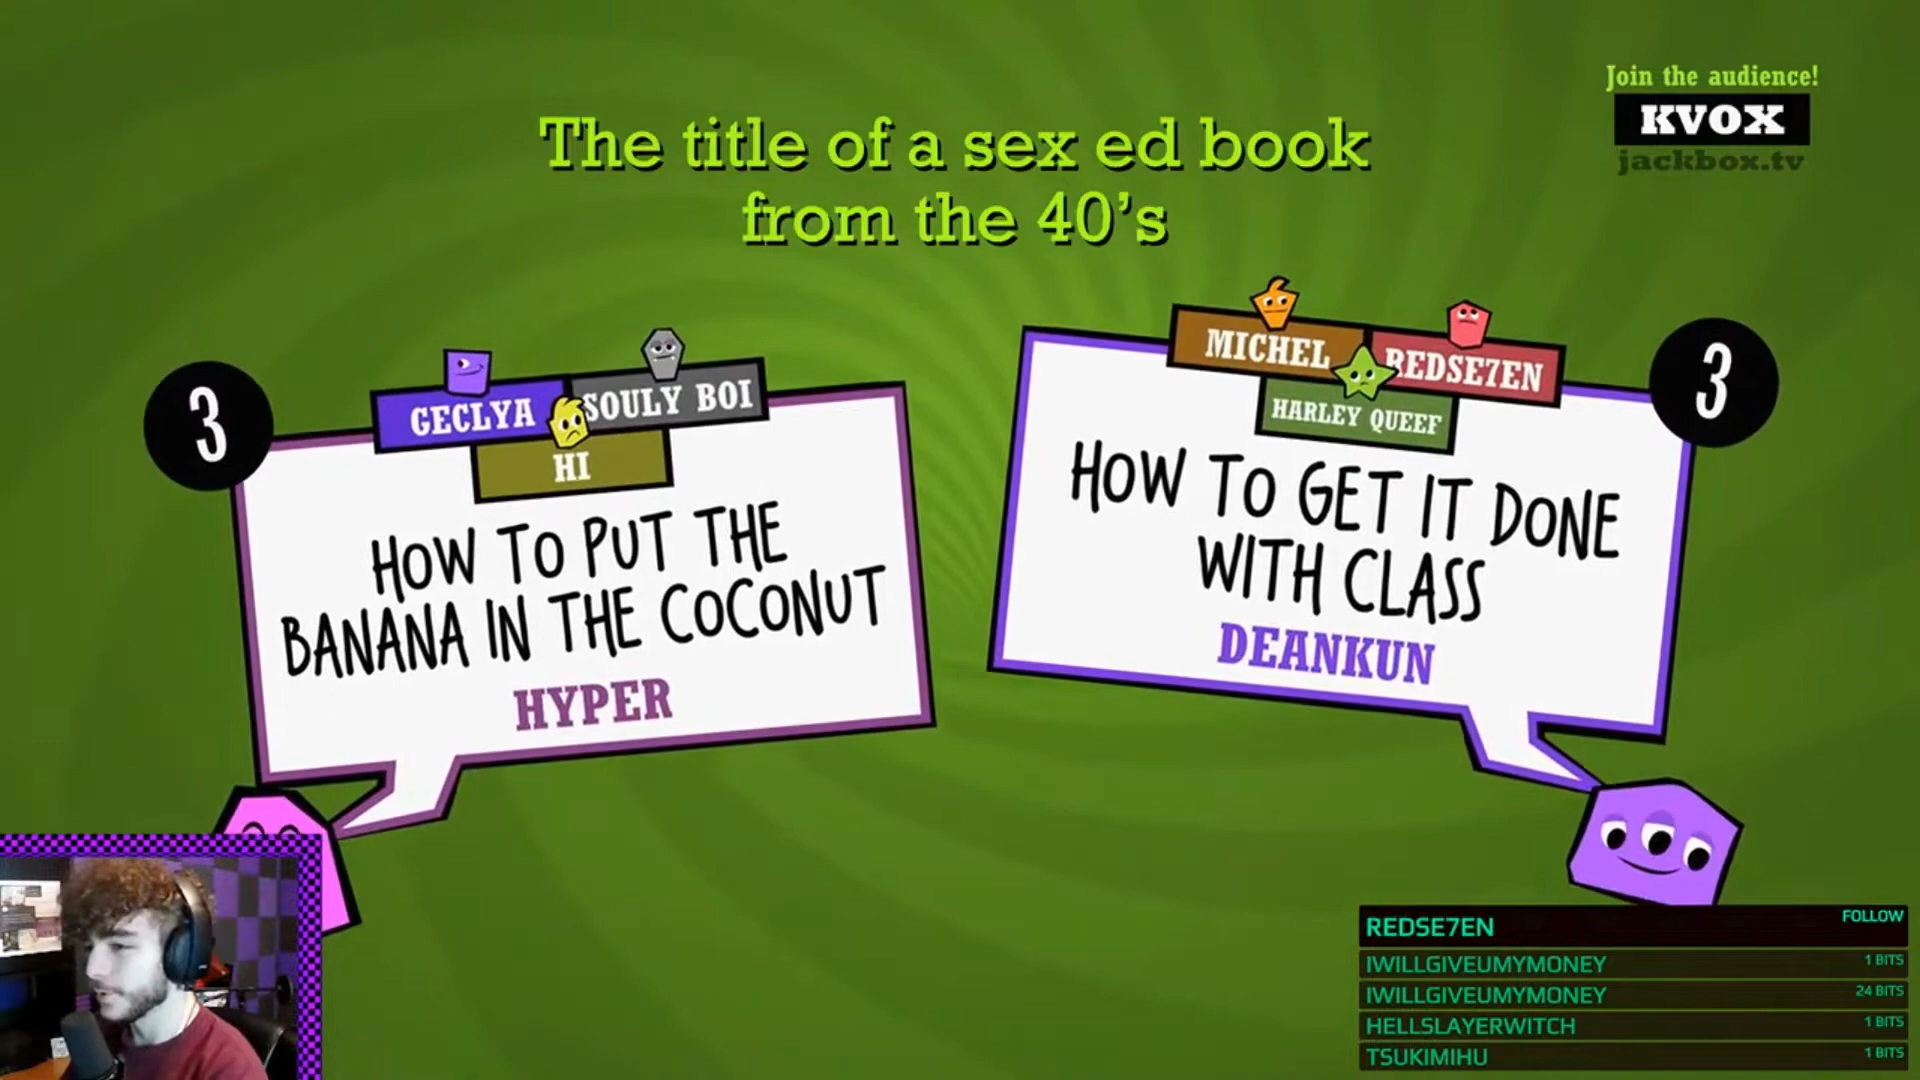 Join the audience!
KVOX
jackbox.tv
The title of a sex ed book
from the 40's
3
GECLYA
SOULY BOI
HI
HOW TO PUT THE
BANANA IN THE COCONUT
HYPER
MICHEL
REDSE7EN
HARLEY QUEEF
3
HOW TO GET IT DONE
WITH CLASS
DEANKUN
REDSE7EN FOLLOW
IWILLGIVEUMYMONEY 1 BITS
IWILLGIVEUMYMONEY 24 BITS
HELLSLAYERWITCH 1 BITS
TSUKIMIHU 1 BITS